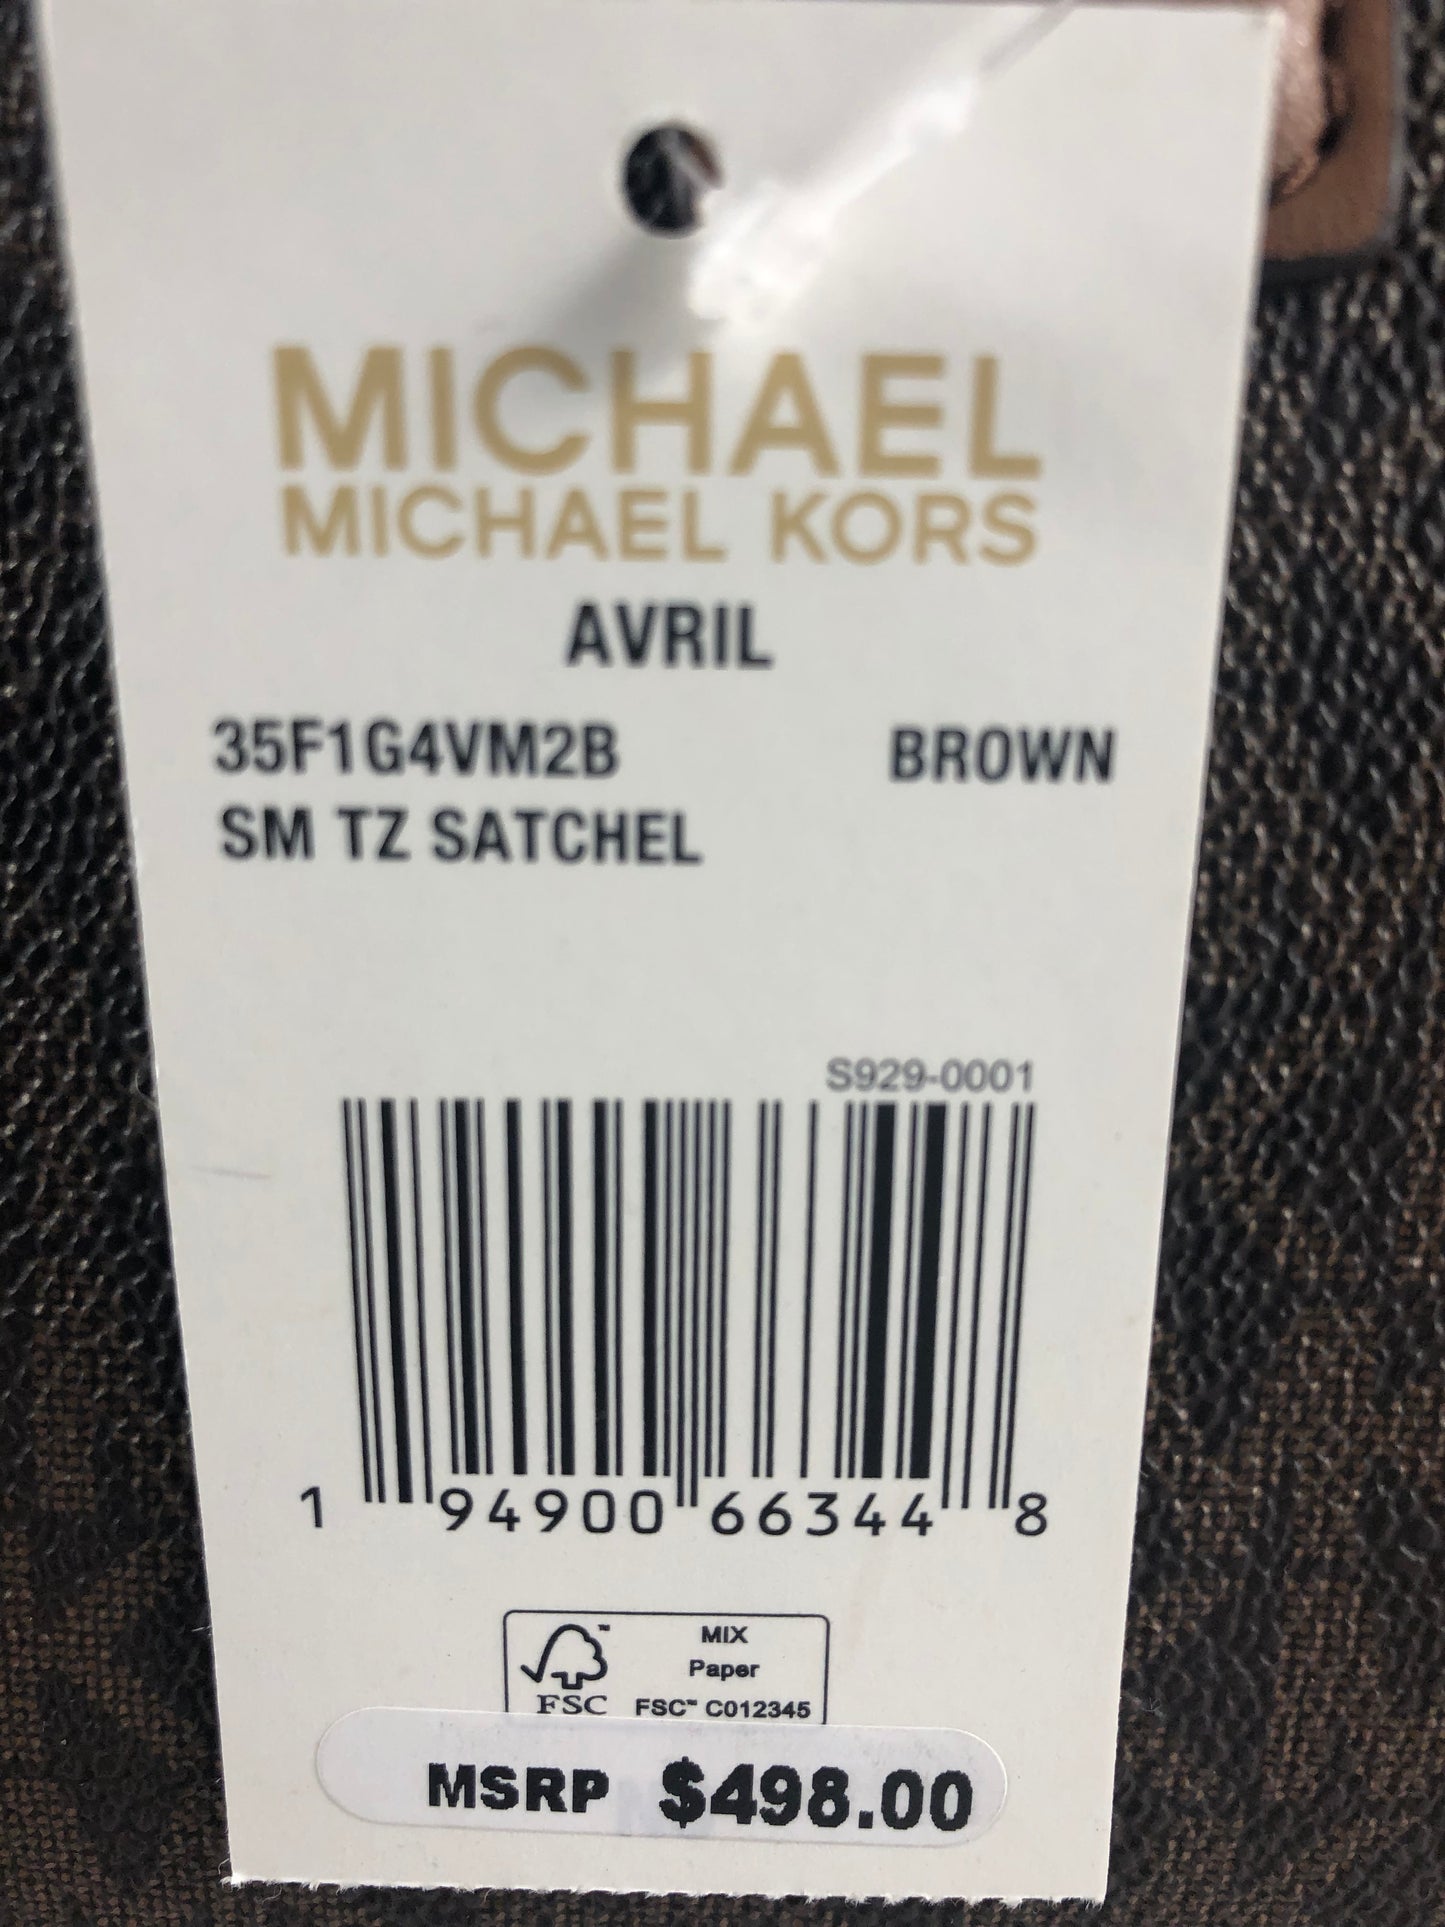 MICHAEL
MICHAEL KORS
AVRIL
35F1G4VM2B BROWN
SM TZ SATCHEL
S929-0001
1 94900 66344 8
MIX
Paper
FSC™ C012345
FSC
MSRP $498.00